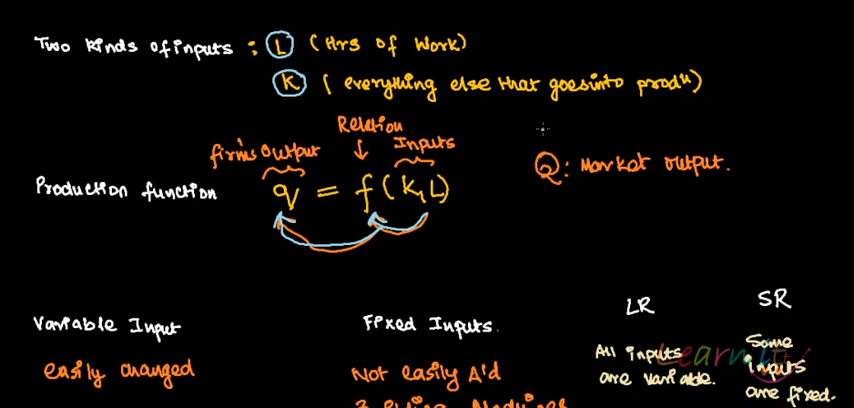 Two kinds of inputs : L (Hrs of Work)
K ( everything else that goes into prodⁿ)
Relation
firm's Output
Inputs
Production function q = f(K,L)
Q : Market output.
Variable Input
Fixed Inputs.
LR
SR
easily changed
Not easily Δ'd
All inputs are variable.
Some inputs are fixed.
Learn